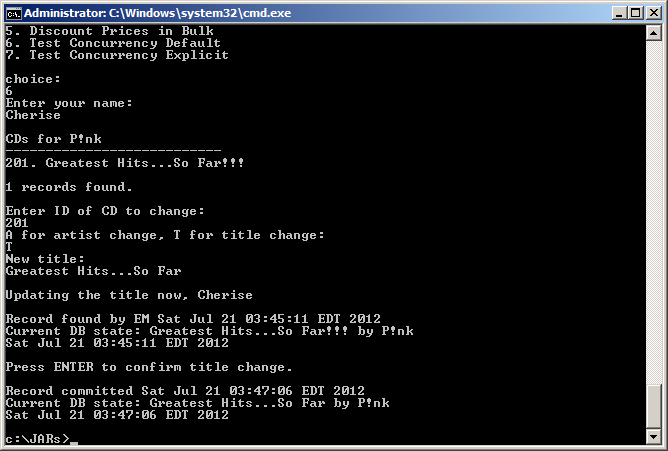 Administrator: C:\Windows\system32\cmd.exe
5. Discount Prices in Bulk
6. Test Concurrency Default
7. Test Concurrency Explicit
choice:
6
Enter your name:
Cherise
CDs for P!nk
---------------------------
201. Greatest Hits...So Far!!!
1 records found.
Enter ID of CD to change:
201
A for artist change, T for title change:
T
New title:
Greatest Hits...So Far
Updating the title now, Cherise
Record found by EM Sat Jul 21 03:45:11 EDT 2012
Current DB state: Greatest Hits...So Far!!! by P!nk
Sat Jul 21 03:45:11 EDT 2012
Press ENTER to confirm title change.
Record committed Sat Jul 21 03:47:06 EDT 2012
Current DB state: Greatest Hits...So Far by P!nk
Sat Jul 21 03:47:06 EDT 2012
c:\JARs>_